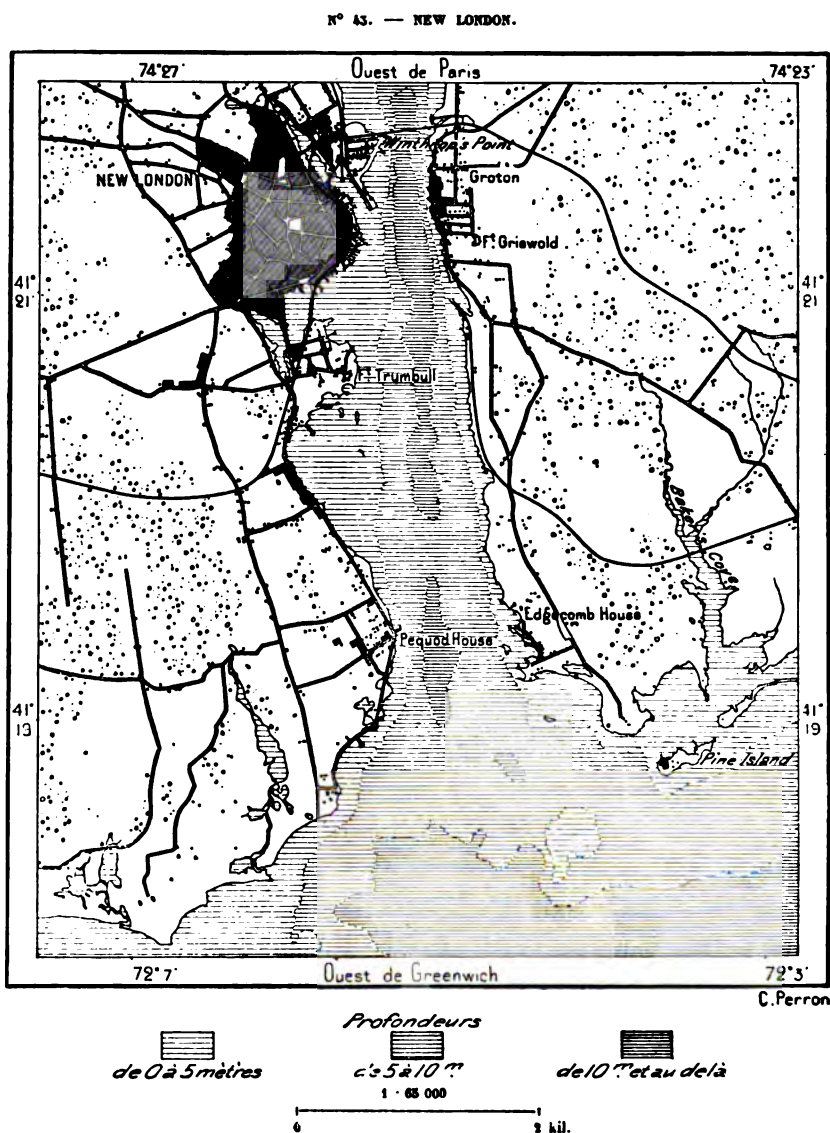 N° 43. — NEW LONDON.
74°27'
Ouest de Paris
74°23'
Winthrop's Point
NEW LONDON
Groton
Ft. Griswold
41°
21'
41°
21
Ft. Trumbull
Baker's Cove
Edgecomb House
Pequod House
41°
13
41°
19
Pine Island
72°7'
Ouest de Greenwich
72°3'
C. Perron
Profondeurs
de 0 à 5 mètres
de 5 à 10 m.
de 10 m. et au delà
1 : 65 000
0
2 kil.